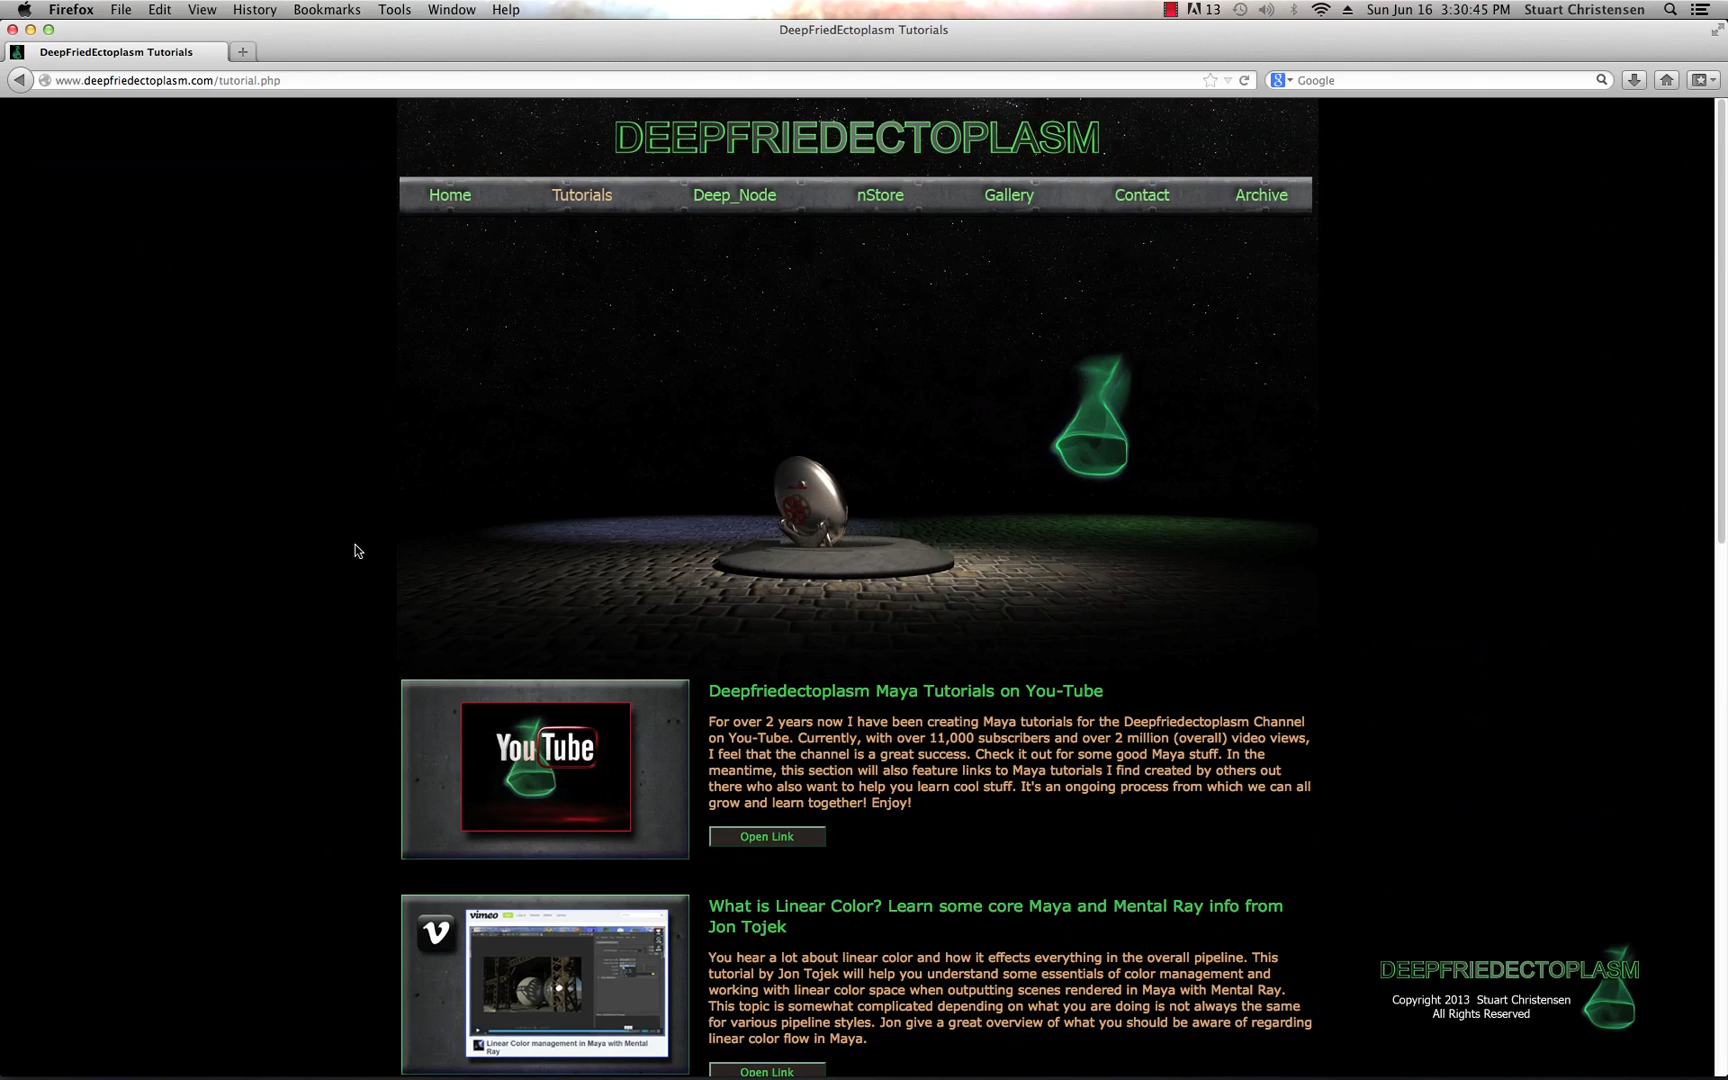 Firefox File Edit View History Bookmarks Tools Window Help 13 Sun Jun 16 3:30:45 PM Stuart Christensen
DeepFriedEctoplasm Tutorials
DeepFriedEctoplasm Tutorials
www.deepfriedectoplasm.com/tutorial.php
Google
DEEPFRIEDECTOPLASM
Home Tutorials Deep_Node nStore Gallery Contact Archive
You Tube
Deepfriedectoplasm Maya Tutorials on You-Tube
For over 2 years now I have been creating Maya tutorials for the Deepfriedectoplasm Channel
on You-Tube. Currently, with over 11,000 subscribers and over 2 million (overall) video views,
I feel that the channel is a great success. Check it out for some good Maya stuff. In the
meantime, this section will also feature links to Maya tutorials I find created by others out
there who also want to help you learn cool stuff. It's an ongoing process from which we can all
grow and learn together! Enjoy!
Open Link
vimeo
Linear Color management in Maya with Mental
Ray
What is Linear Color? Learn some core Maya and Mental Ray info from
Jon Tojek
You hear a lot about linear color and how it effects everything in the overall pipeline. This
tutorial by Jon Tojek will help you understand some essentials of color management and
working with linear color space when outputting scenes rendered in Maya with Mental Ray.
This topic is somewhat complicated depending on what you are doing is not always the same
for various pipeline styles. Jon give a great overview of what you should be aware of regarding
linear color flow in Maya.
Open Link
DEEPFRIEDECTOPLASM
Copyright 2013 Stuart Christensen
All Rights Reserved